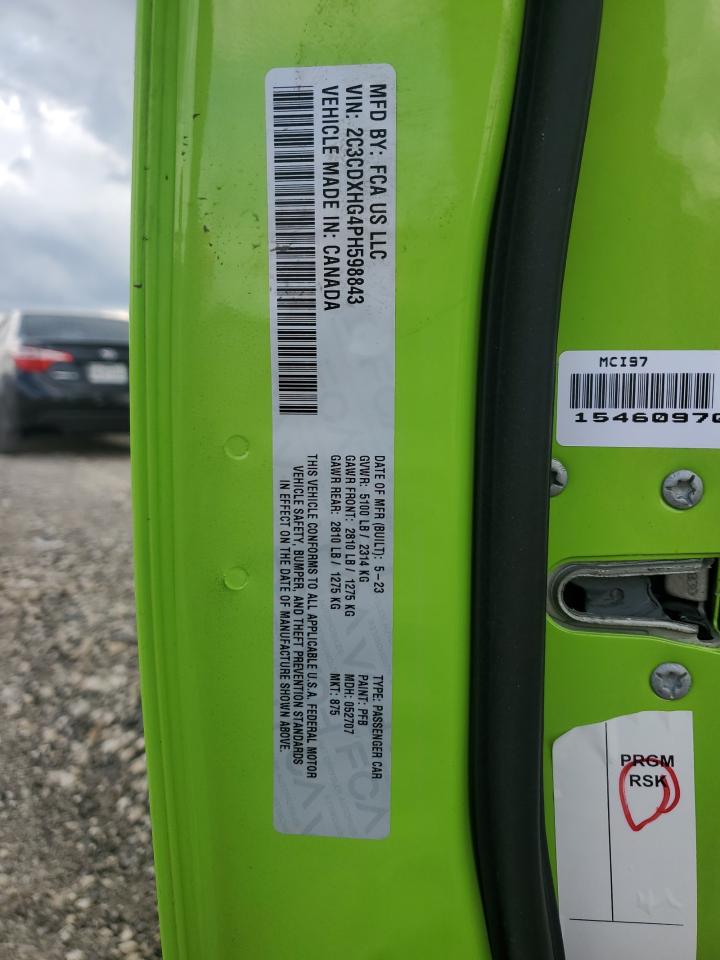 MFD BY: FCA US LLC
VIN: 2C3CDXHG4PH598843
VEHICLE MADE IN: CANADA
DATE OF MFR (BUILT): 5-23
GVWR: 5100 LB / 2314 KG
GAWR FRONT: 2810 LB / 1275 KG
GAWR REAR: 2810 LB / 1275 KG
TYPE: PASSENGER CAR
PAINT: PFB
MDH: 052707
MKT: 875
THIS VEHICLE CONFORMS TO ALL APPLICABLE U.S.A. FEDERAL MOTOR
VEHICLE SAFETY, BUMPER, AND THEFT PREVENTION STANDARDS
IN EFFECT ON THE DATE OF MANUFACTURE SHOWN ABOVE.
MCI97
15460970
PRGM
RSK